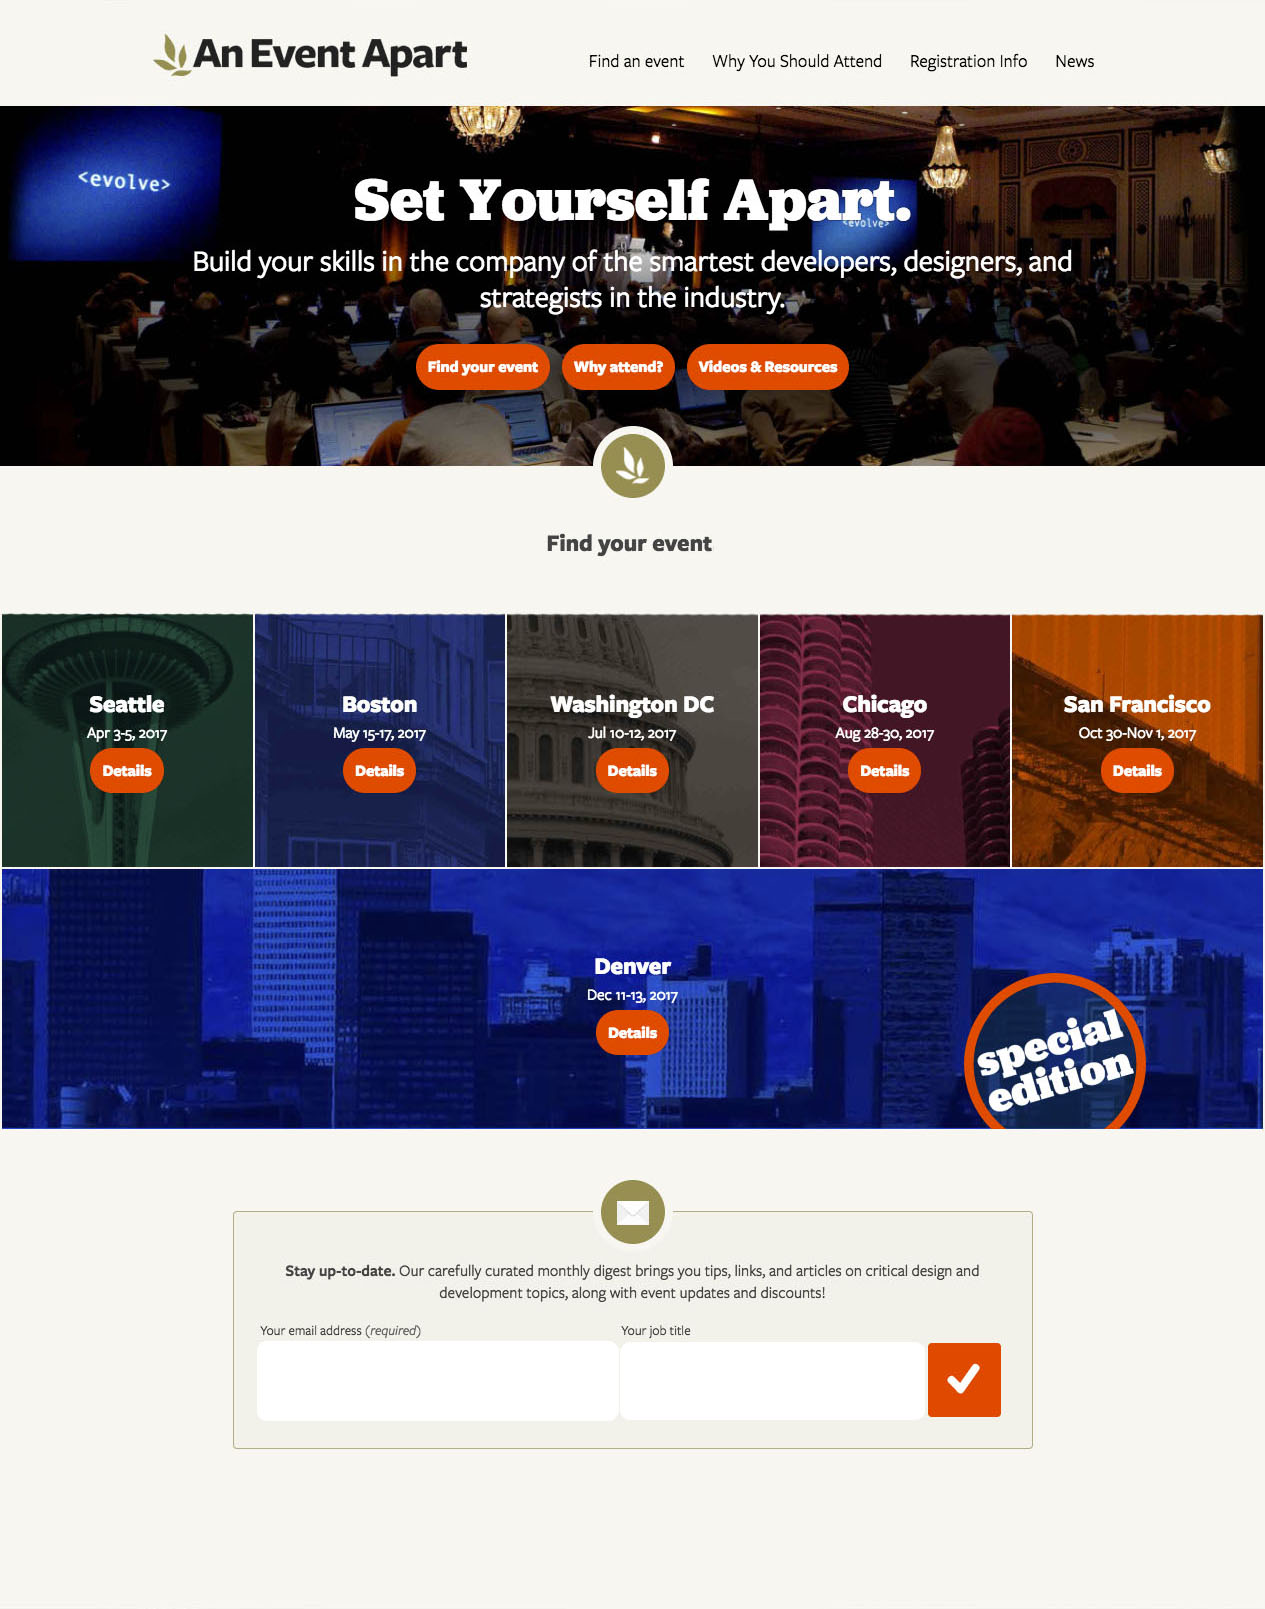 An Event Apart
Find an event
Why You Should Attend
Registration Info
News
<evolve>
Set Yourself Apart.
<evolve>
Build your skills in the company of the smartest developers, designers, and
strategists in the industry.
Find your event
Why attend?
Videos & Resources
Find your event
Seattle
Apr 3-5, 2017
Details
Boston
May 15-17, 2017
Details
Washington DC
Jul 10-12, 2017
Details
Chicago
Aug 28-30, 2017
Details
San Francisco
Oct 30-Nov 1, 2017
Details
Denver
Dec 11-13, 2017
Details
special
edition
Stay up-to-date. Our carefully curated monthly digest brings you tips, links, and articles on critical design and
development topics, along with event updates and discounts!
Your email address (required)
Your job title